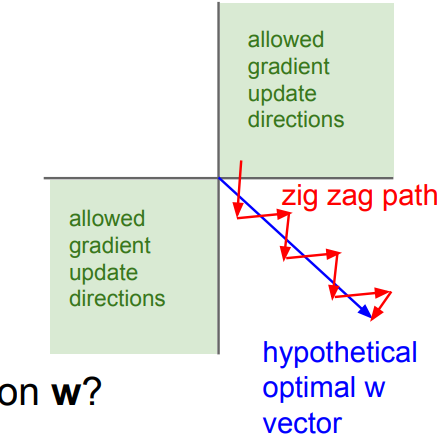 allowed
gradient
update
directions
zig zag path
allowed
gradient
update
directions
hypothetical
optimal w
vector
on w?